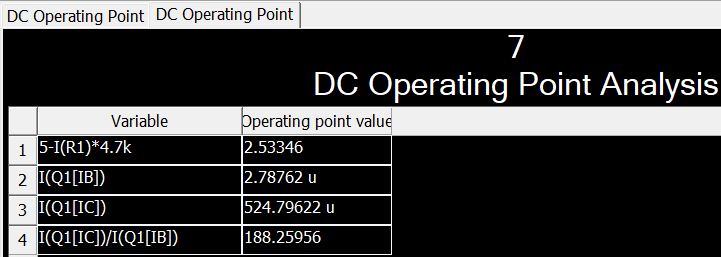 DC Operating Point DC Operating Point
7
DC Operating Point Analysis
Variable Operating point value
1 5-I(R1)*4.7k 2.53346
2 I(Q1[IB]) 2.78762 u
3 I(Q1[IC]) 524.79622 u
4 I(Q1[IC])/I(Q1[IB]) 188.25956